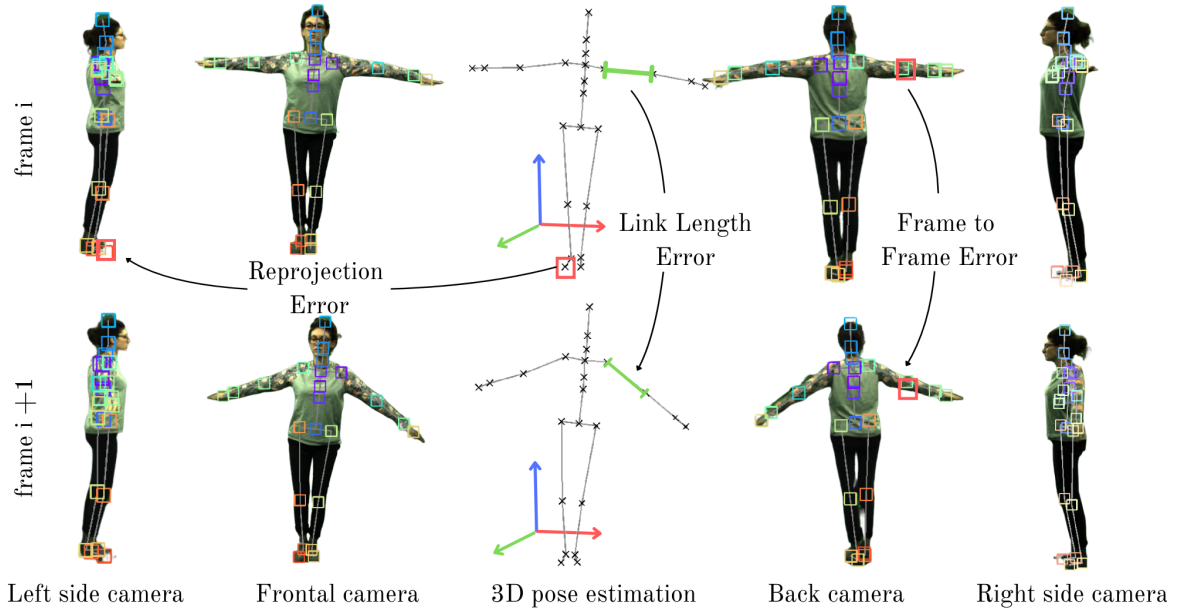 frame i
Link Length
Error
Frame to
Frame Error
Reprojection
Error
frame i+1
Left side camera
Frontal camera
3D pose estimation
Back camera
Right side camera